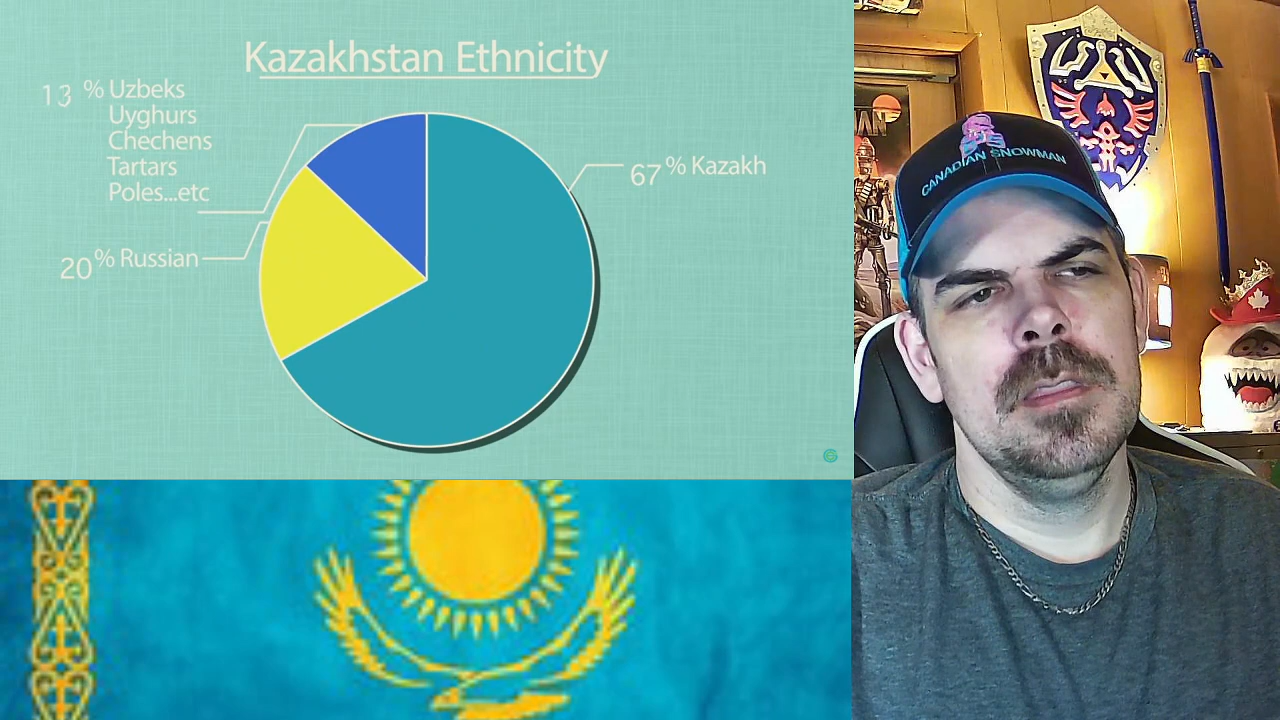 Kazakhstan Ethnicity
13 % Uzbeks
Uyghurs
Chechens
Tartars
Poles...etc
20% Russian
67% Kazakh
CANADIAN SNOWMAN